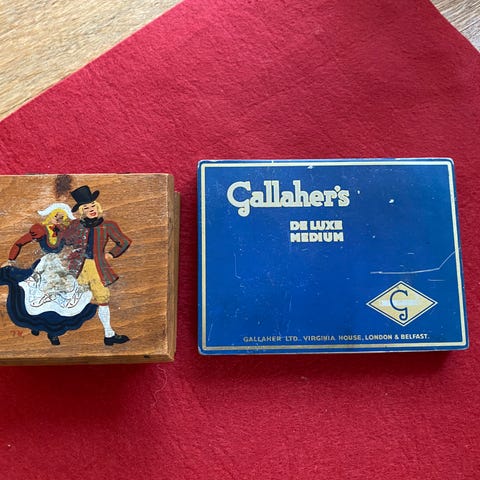 Gallaher's
DE LUXE
MEDIUM
G
GALLAHER LTD., VIRGINIA HOUSE, LONDON & BELFAST.